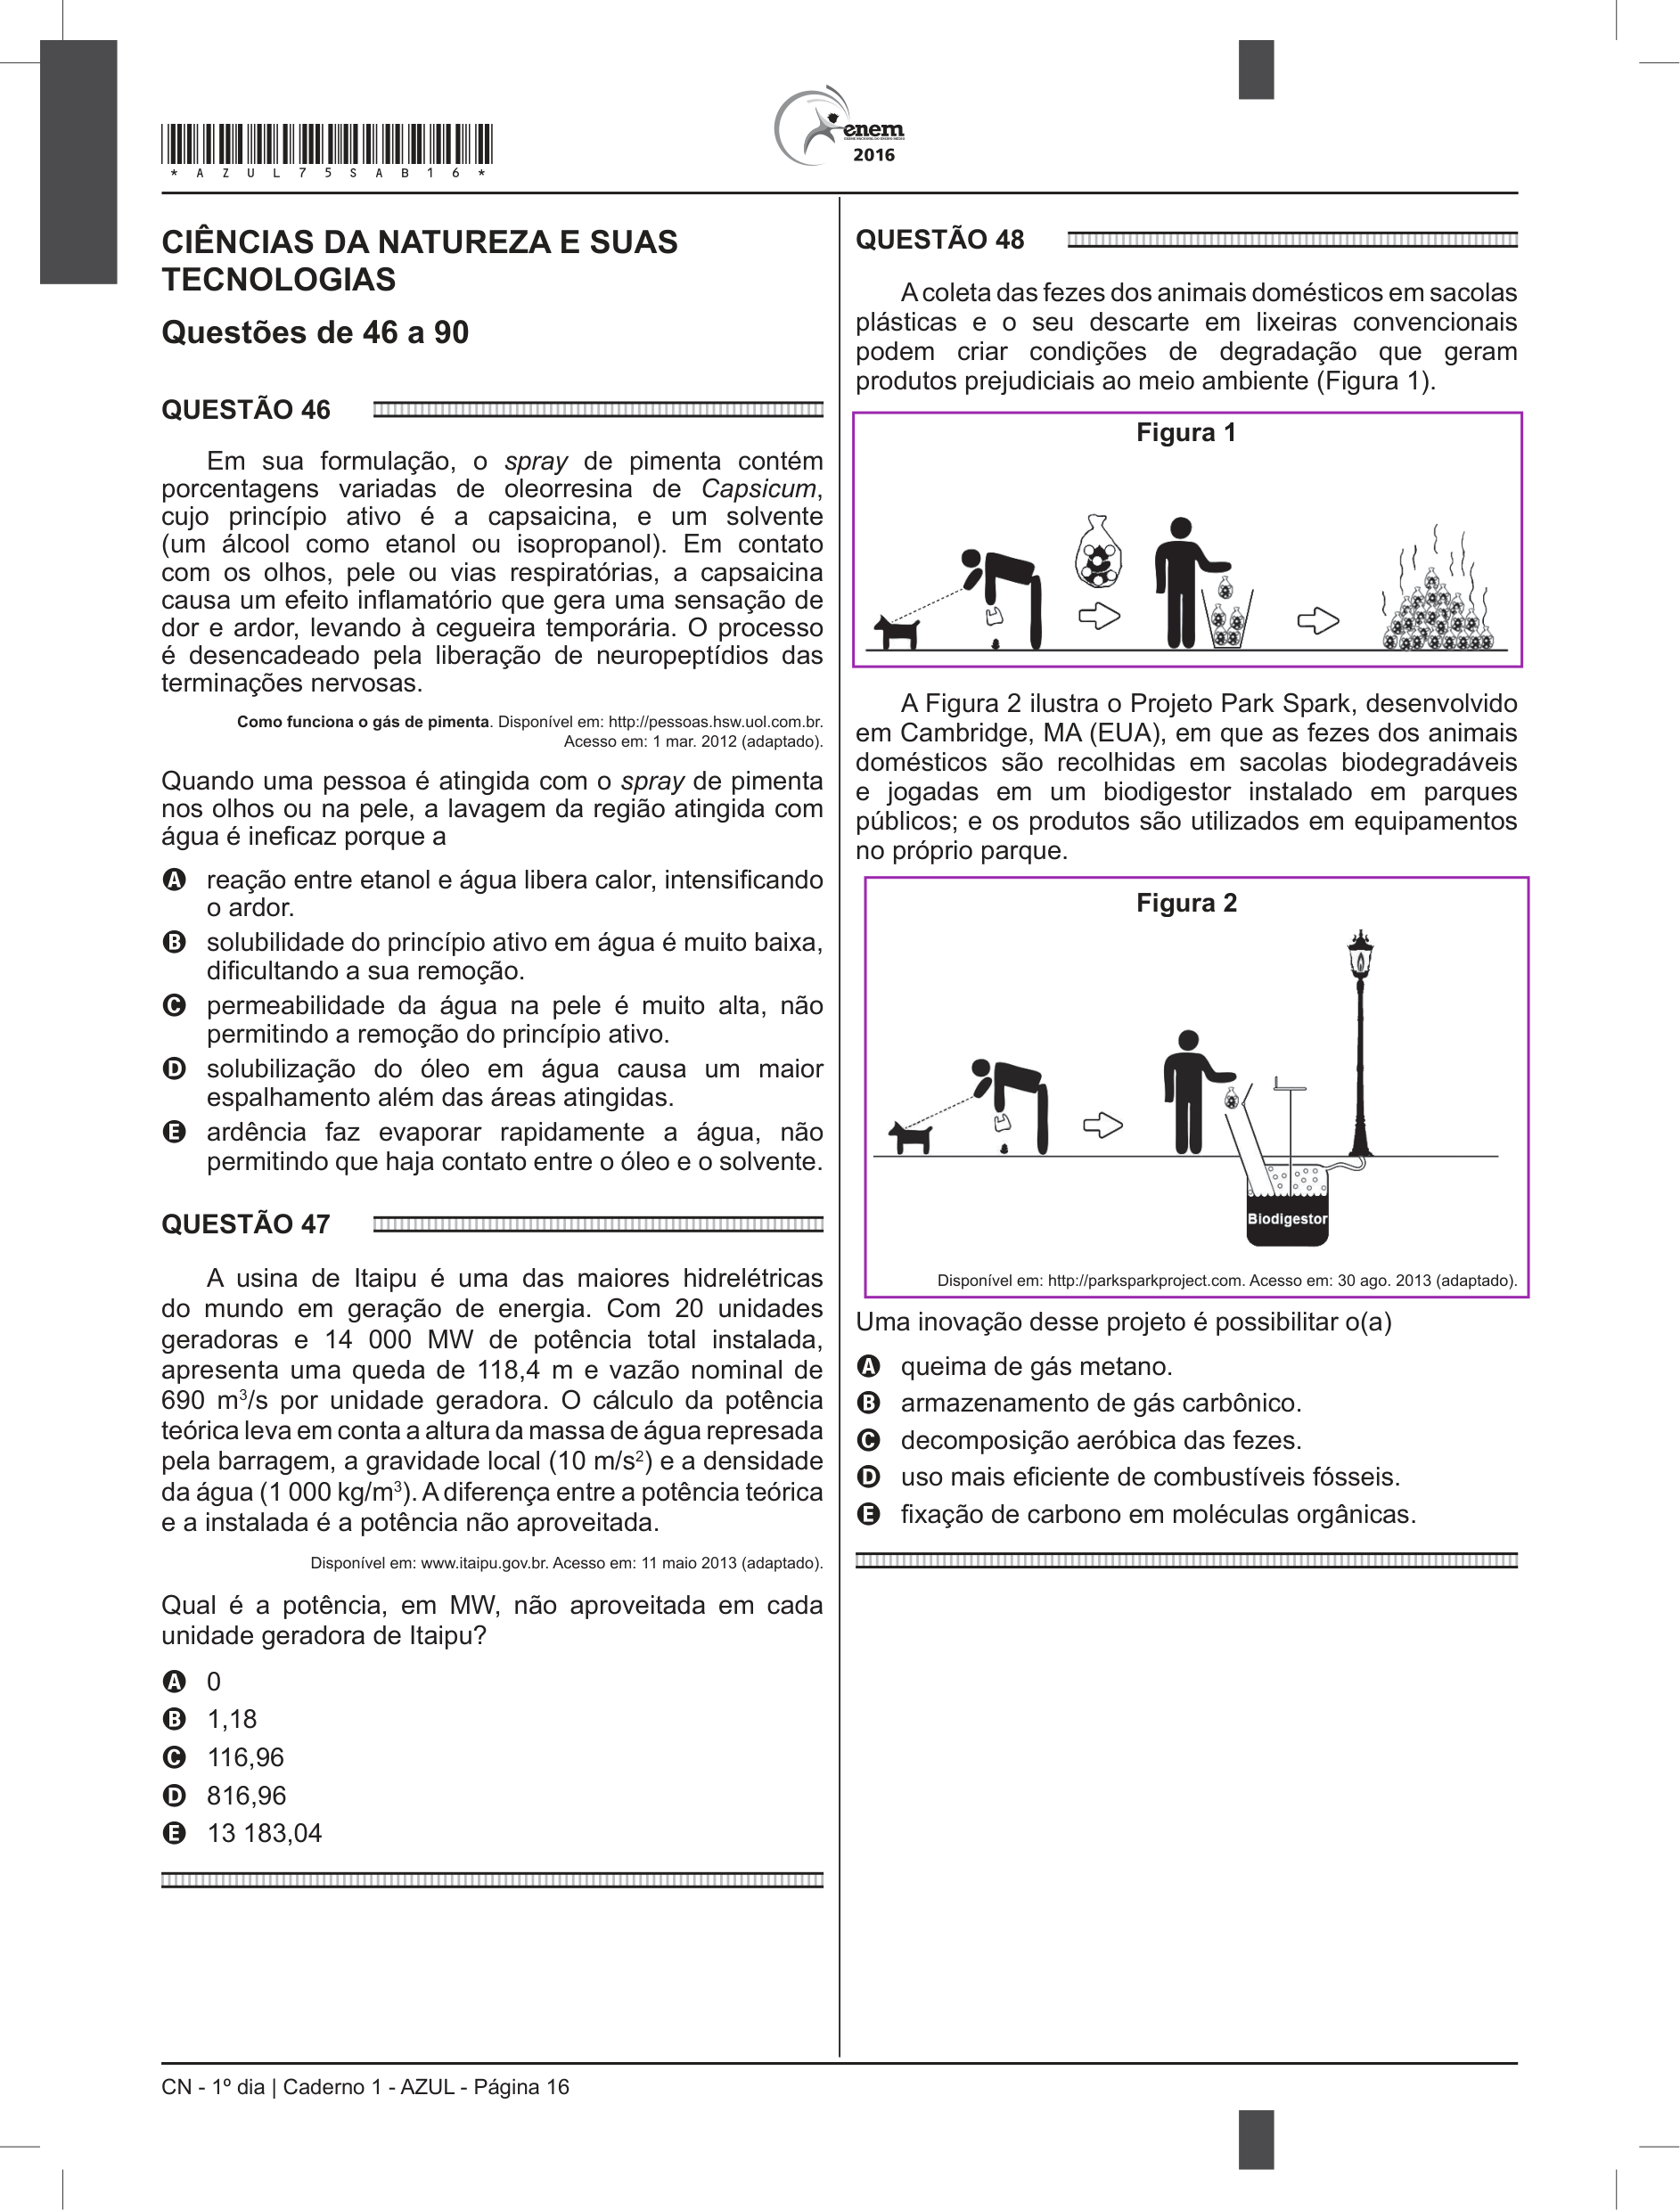 *AZUL75SAB16*
enem
2016
CIÊNCIAS DA NATUREZA E SUAS
TECNOLOGIAS
Questões de 46 a 90
QUESTÃO 46
Em sua formulação, o spray de pimenta contém
porcentagens variadas de oleorresina de Capsicum,
cujo princípio ativo é a capsaicina, e um solvente
(um álcool como etanol ou isopropanol). Em contato
com os olhos, pele ou vias respiratórias, a capsaicina
causa um efeito inflamatório que gera uma sensação de
dor e ardor, levando à cegueira temporária. O processo
é desencadeado pela liberação de neuropeptídios das
terminações nervosas.
Como funciona o gás de pimenta. Disponível em: http://pessoas.hsw.uol.com.br.
Acesso em: 1 mar. 2012 (adaptado).
Quando uma pessoa é atingida com o spray de pimenta
nos olhos ou na pele, a lavagem da região atingida com
água é ineficaz porque a
A reação entre etanol e água libera calor, intensificando
o ardor.
B solubilidade do princípio ativo em água é muito baixa,
dificultando a sua remoção.
C permeabilidade da água na pele é muito alta, não
permitindo a remoção do princípio ativo.
D solubilização do óleo em água causa um maior
espalhamento além das áreas atingidas.
E ardência faz evaporar rapidamente a água, não
permitindo que haja contato entre o óleo e o solvente.
QUESTÃO 47
A usina de Itaipu é uma das maiores hidrelétricas
do mundo em geração de energia. Com 20 unidades
geradoras e 14 000 MW de potência total instalada,
apresenta uma queda de 118,4 m e vazão nominal de
690 m³/s por unidade geradora. O cálculo da potência
teórica leva em conta a altura da massa de água represada
pela barragem, a gravidade local (10 m/s²) e a densidade
da água (1 000 kg/m³). A diferença entre a potência teórica
e a instalada é a potência não aproveitada.
Disponível em: www.itaipu.gov.br. Acesso em: 11 maio 2013 (adaptado).
Qual é a potência, em MW, não aproveitada em cada
unidade geradora de Itaipu?
A 0
B 1,18
C 116,96
D 816,96
E 13 183,04
QUESTÃO 48
A coleta das fezes dos animais domésticos em sacolas
plásticas e o seu descarte em lixeiras convencionais
podem criar condições de degradação que geram
produtos prejudiciais ao meio ambiente (Figura 1).
Figura 1
A Figura 2 ilustra o Projeto Park Spark, desenvolvido
em Cambridge, MA (EUA), em que as fezes dos animais
domésticos são recolhidas em sacolas biodegradáveis
e jogadas em um biodigestor instalado em parques
públicos; e os produtos são utilizados em equipamentos
no próprio parque.
Figura 2
Biodigestor
Disponível em: http://parksparkproject.com. Acesso em: 30 ago. 2013 (adaptado).
Uma inovação desse projeto é possibilitar o(a)
A queima de gás metano.
B armazenamento de gás carbônico.
C decomposição aeróbica das fezes.
D uso mais eficiente de combustíveis fósseis.
E fixação de carbono em moléculas orgânicas.
CN - 1º dia | Caderno 1 - AZUL - Página 16